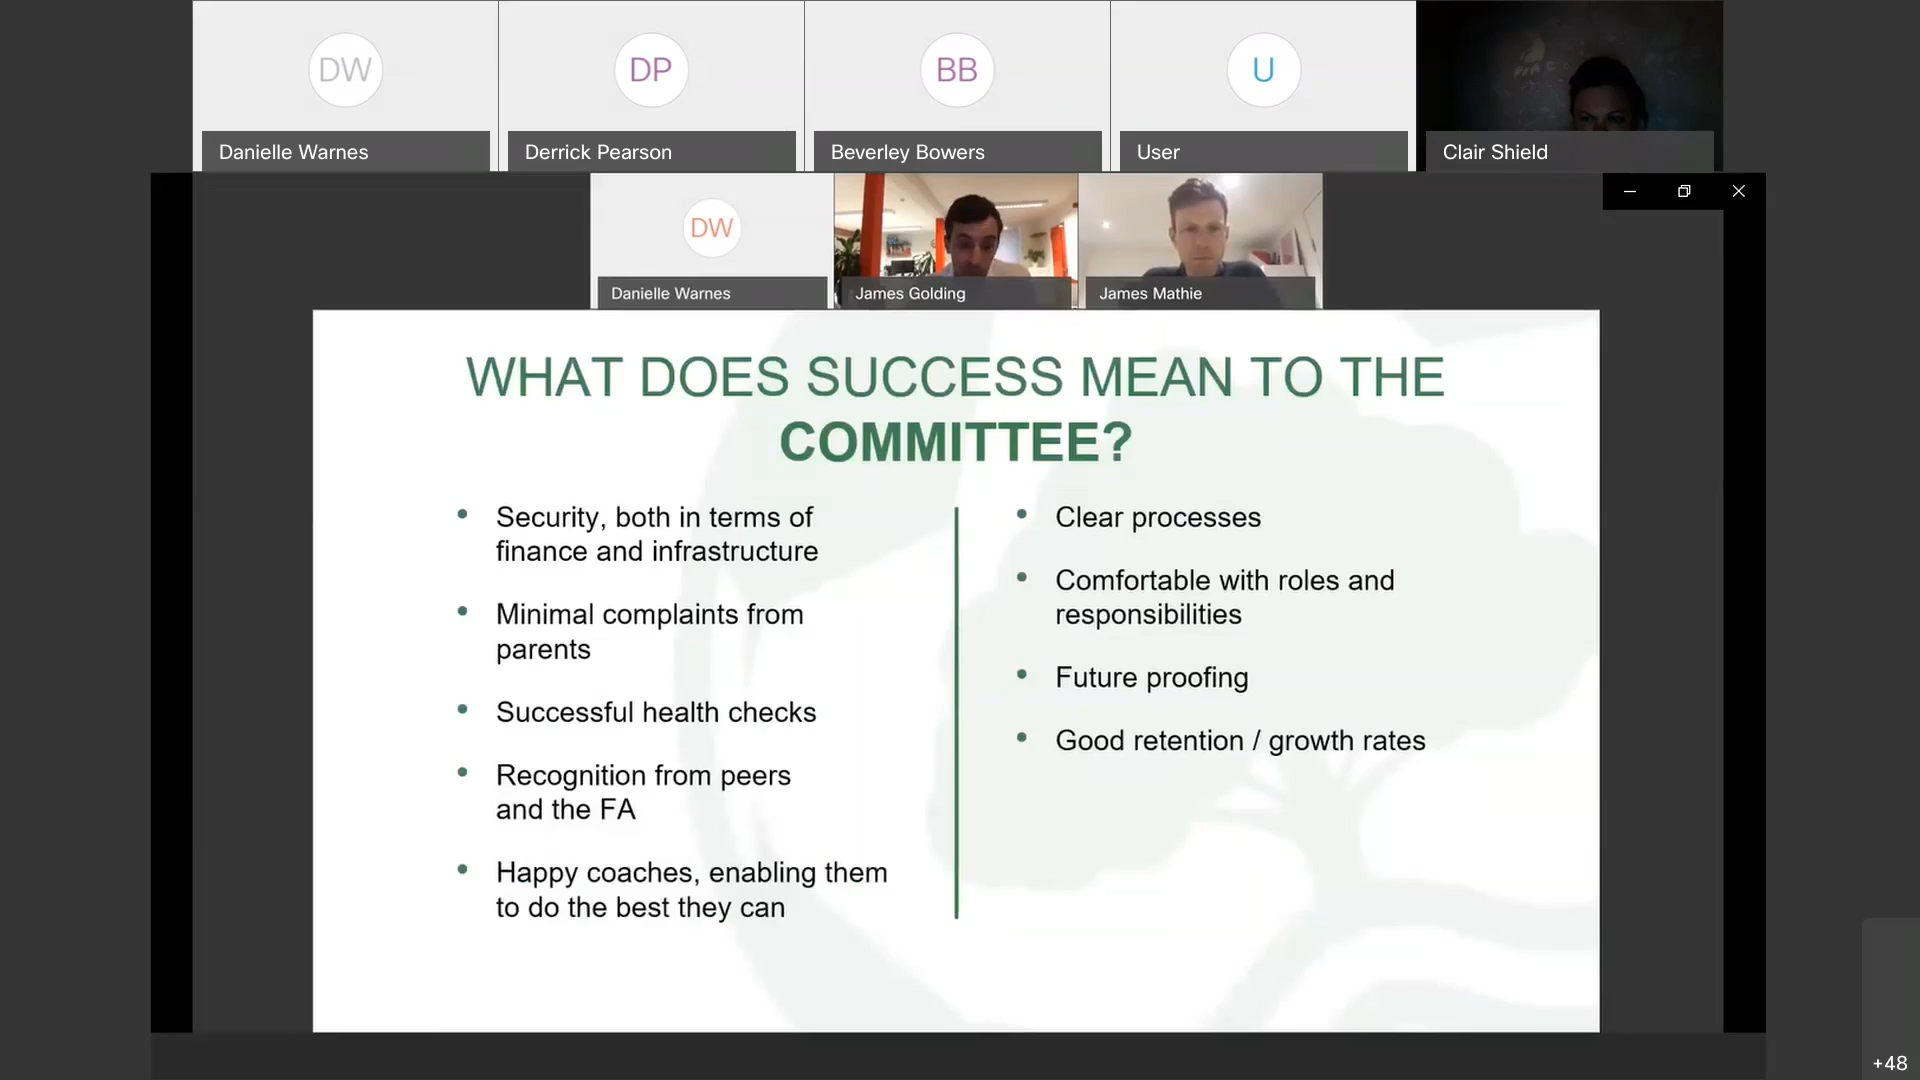 DW
DP
BB
U
Danielle Warnes
Derrick Pearson
Beverley Bowers
User
Clair Shield
DW
Danielle Warnes
James Golding
James Mathie
WHAT DOES SUCCESS MEAN TO THE
COMMITTEE?
• Security, both in terms of
finance and infrastructure
• Minimal complaints from
parents
• Successful health checks
• Recognition from peers
and the FA
• Happy coaches, enabling them
to do the best they can
• Clear processes
• Comfortable with roles and
responsibilities
• Future proofing
• Good retention / growth rates
+48